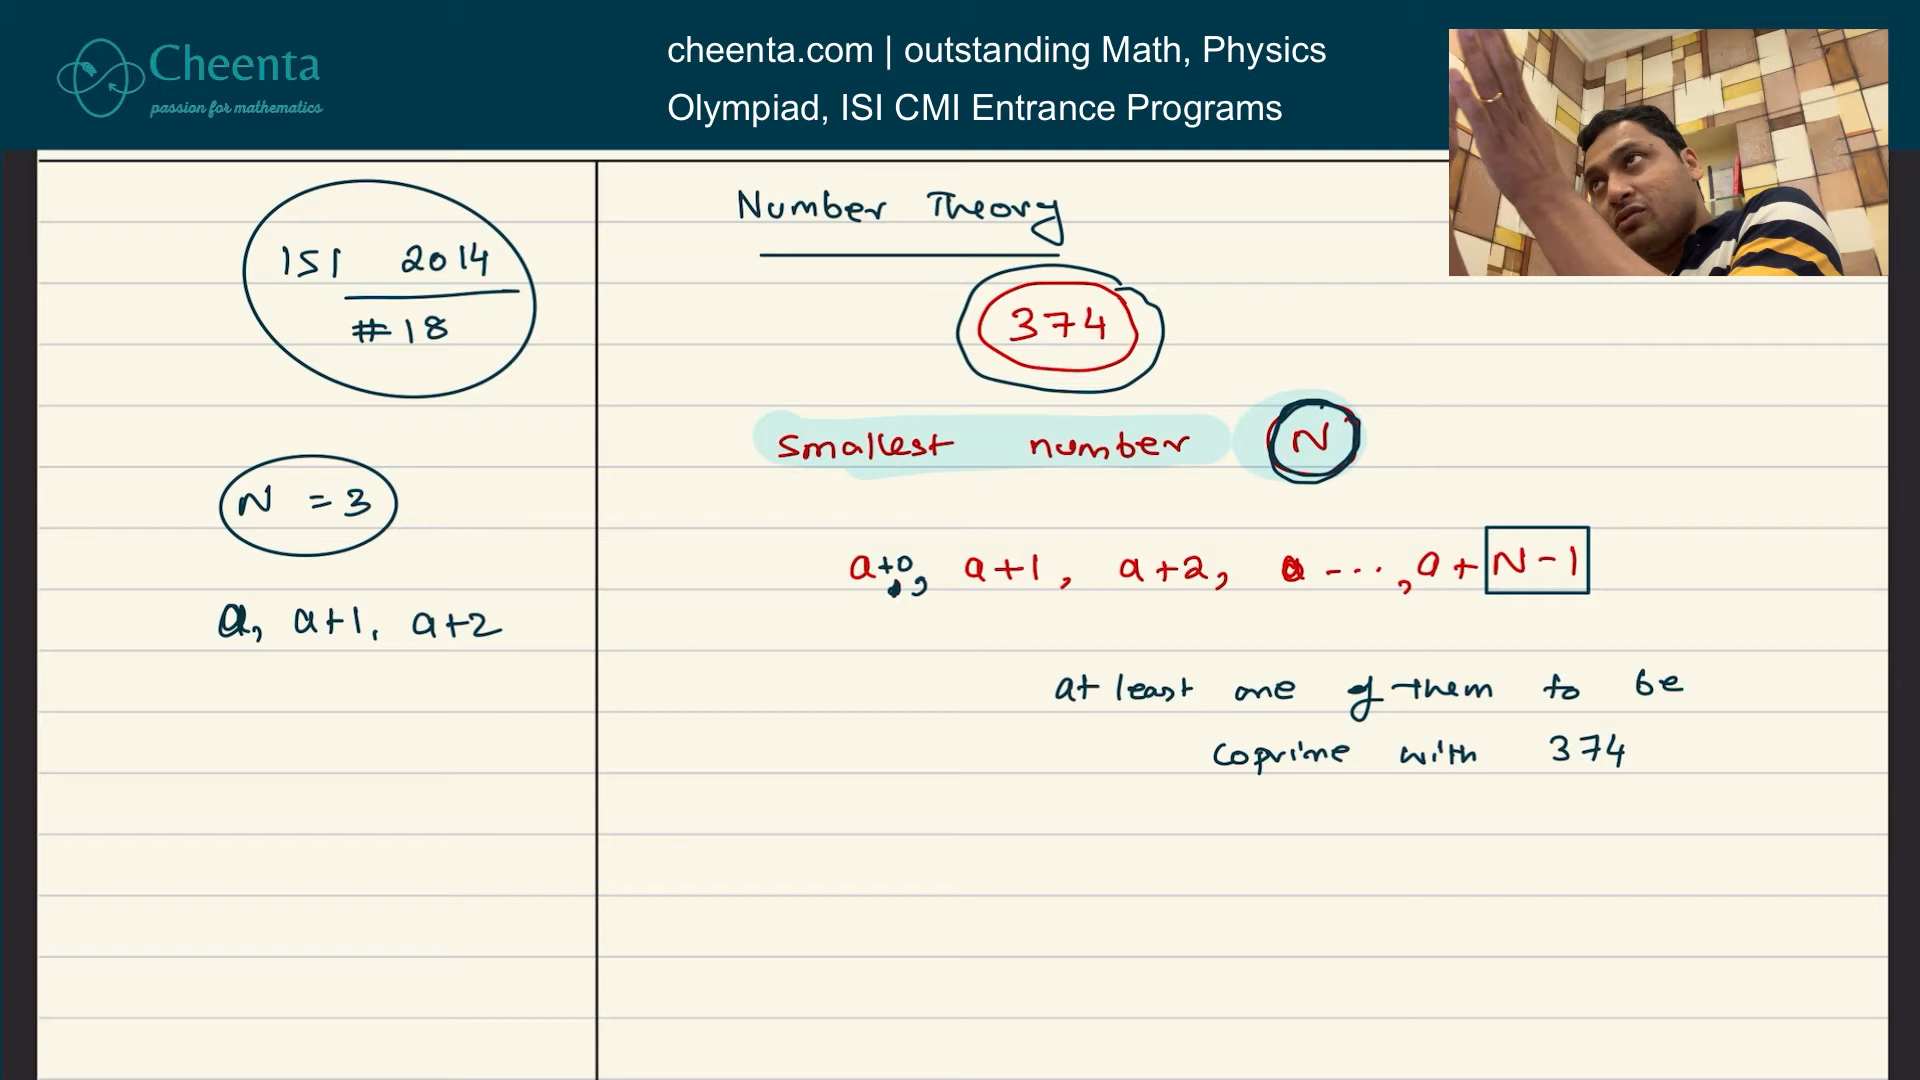 Cheenta
passion for mathematics
cheenta.com | outstanding Math, Physics
Olympiad, ISI CMI Entrance Programs
ISI 2014
#18
N = 3
a, a+1, a+2
Number Theory
374
smallest number N
a+0, a+1, a+2, a ---, a + N-1
at least one of them to be
coprime with 374